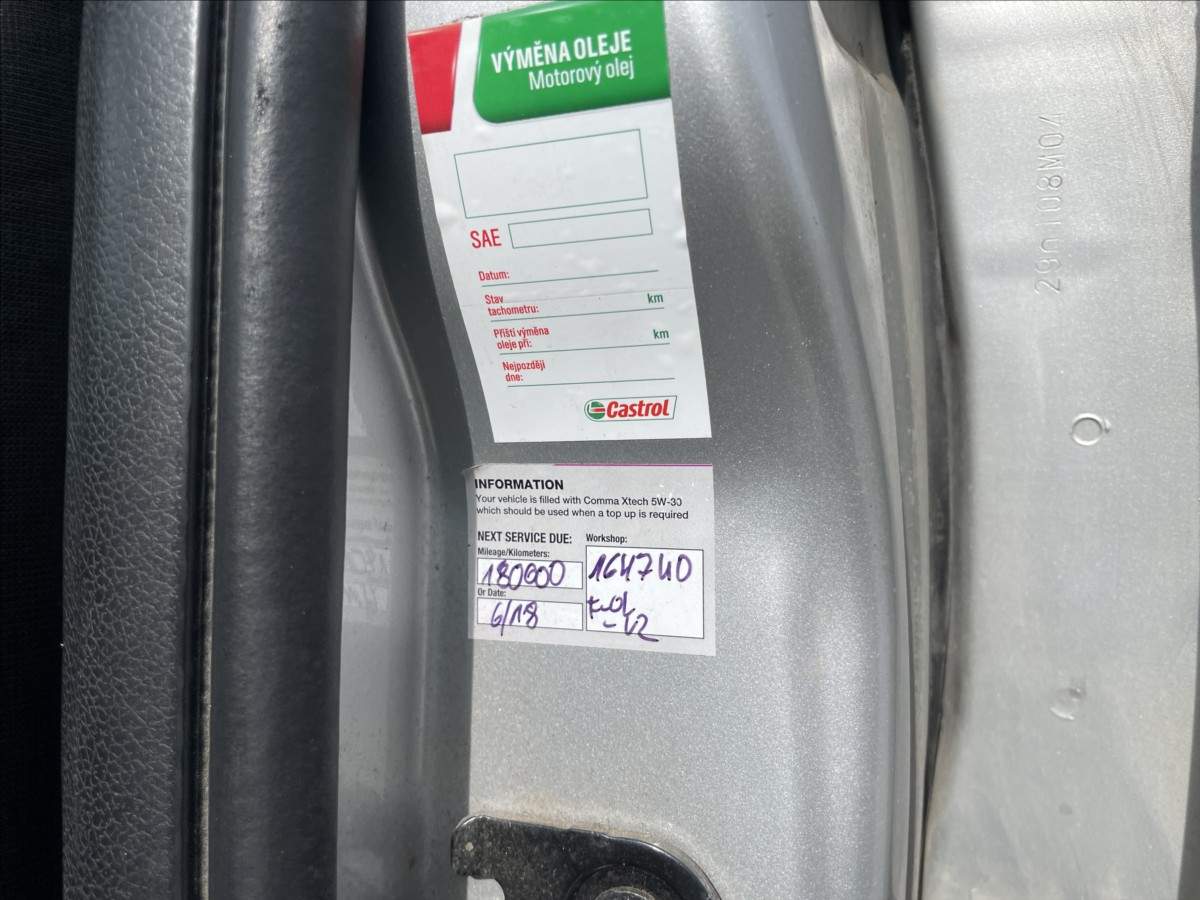 VÝMĚNA OLEJE
Motorový olej
SAE
Datum:
Stav
tachometru: km
Příští výměna
oleje při: km
Nejpozději
dne:
Castrol
INFORMATION
Your vehicle is filled with Comma Xtech 5W-30
which should be used when a top up is required
NEXT SERVICE DUE: Workshop:
Mileage/Kilometers:
180000 164740
Or Date:
6/18